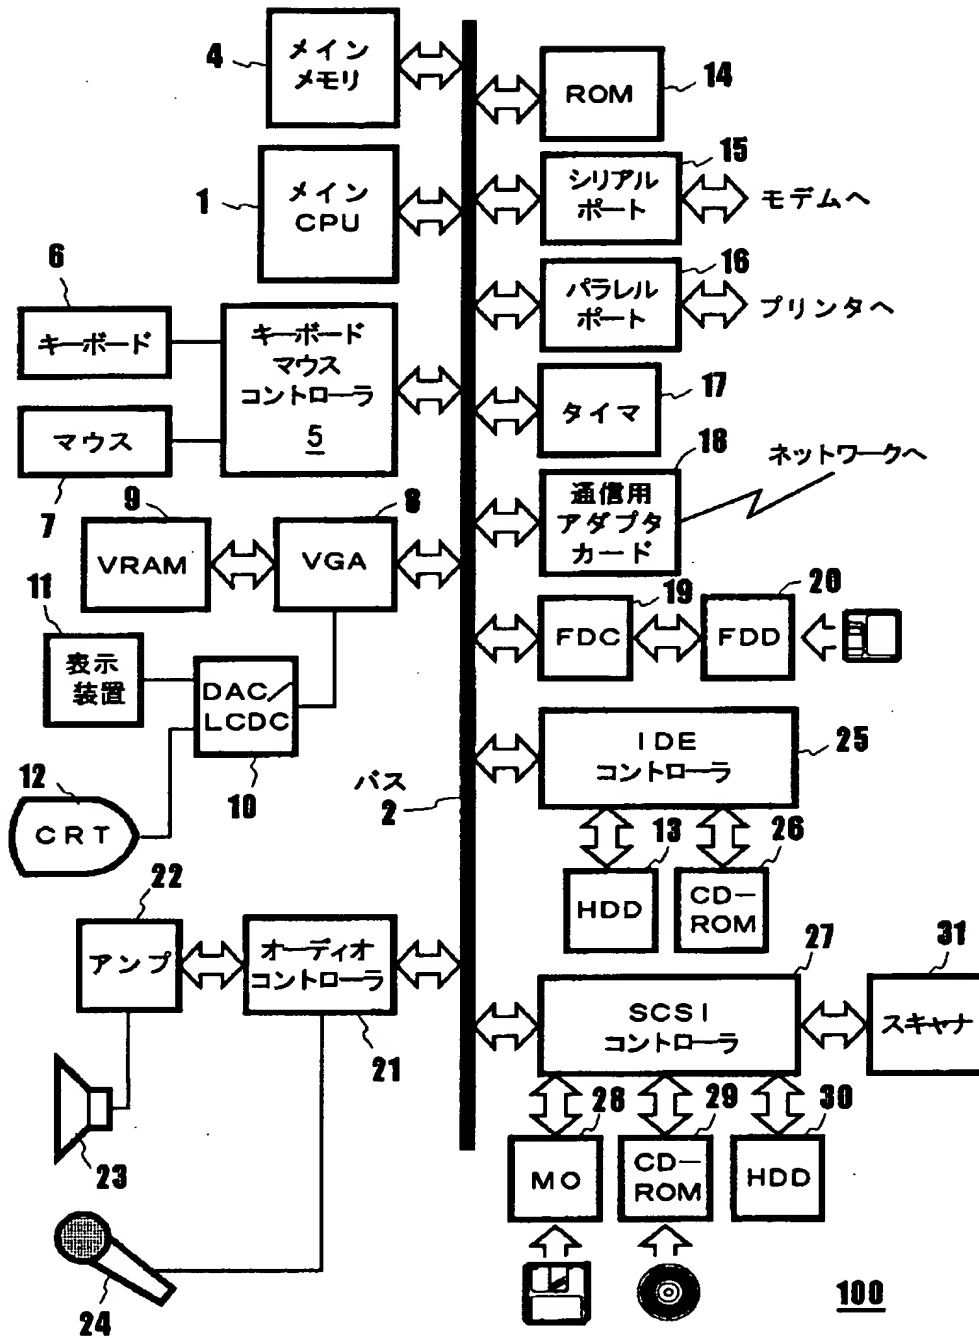 4
メイン
メモリ
ROM
14
1
メイン
CPU
シリアル
ポート
15
モデムへ
6
キーボード
キーボード
マウス
コントローラ
5
パラレル
ポート
16
プリンタへ
マウス
7
タイマ
17
通信用
アダプタ
カード
18
ネットワークへ
9
VRAM
8
VGA
11
表示
装置
DAC/
LCDC
10
FDC
19
FDD
20
12
CRT
バス
2
IDE
コントローラ
25
HDD
13
CD-
ROM
26
22
アンプ
オーディオ
コントローラ
21
SCSI
コントローラ
27
31
スキャナ
23
MO
28
CD-
ROM
29
HDD
30
24
100